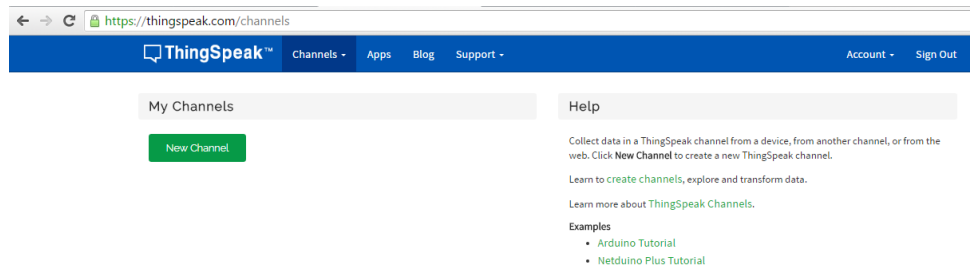 https://thingspeak.com/channels
ThingSpeak™ Channels Apps Blog Support Account Sign Out
My Channels
New Channel
Help
Collect data in a ThingSpeak channel from a device, from another channel, or from the
web. Click New Channel to create a new ThingSpeak channel.
Learn to create channels, explore and transform data.
Learn more about ThingSpeak Channels.
Examples
• Arduino Tutorial
• Netduino Plus Tutorial